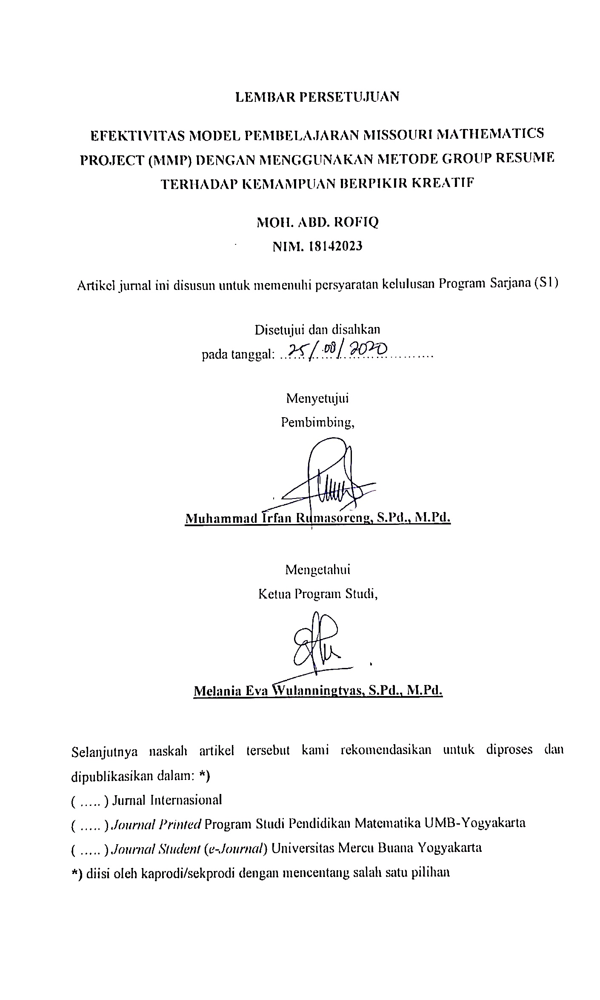 LEMBAR PERSETUJUAN
EFEKTIVITAS MODEL PEMBELAJARAN MISSOURI MATHEMATICS
PROJECT (MMP) DENGAN MENGGUNAKAN METODE GROUP RESUME
TERHADAP KEMAMPUAN BERPIKIR KREATIF
MOH. ABD. ROFIQ
NIM. 18142023
Artikel jurnal ini disusun untuk memenuhi persyaratan kelulusan Program Sarjana (S1)
Disetujui dan disahkan
pada tanggal: 25/08/2020
Menyetujui
Pembimbing,
Muhammad Irfan Rumasoreng, S.Pd., M.Pd.
Mengetahui
Ketua Program Studi,
Melania Eva Wulanningtyas, S.Pd., M.Pd.
Selanjutnya naskah artikel tersebut kami rekomendasikan untuk diproses dan
dipublikasikan dalam: *)
( ..... ) Jurnal Internasional
( ..... ) Journal Printed Program Studi Pendidikan Matematika UMB-Yogyakarta
( ..... ) Journal Student (e-Journal) Universitas Mercu Buana Yogyakarta
*) diisi oleh kaprodi/sekprodi dengan mencentang salah satu pilihan